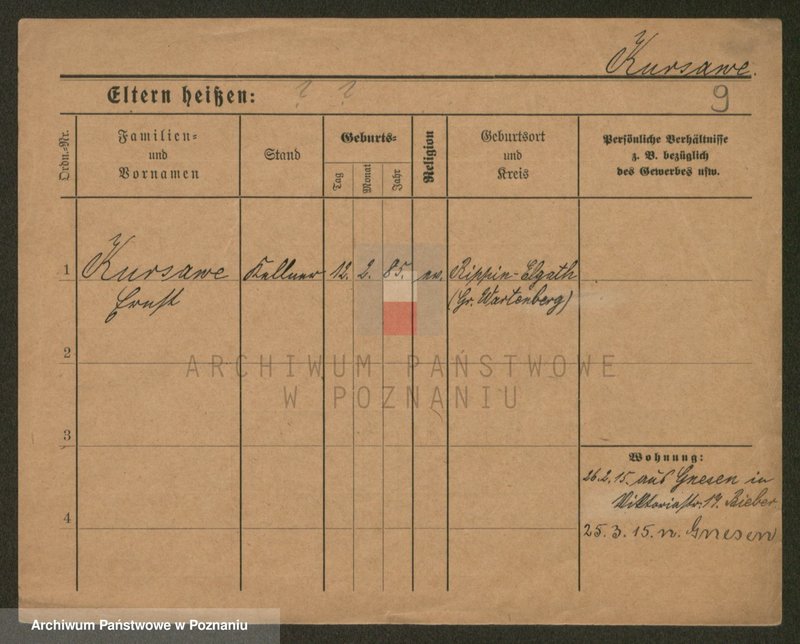 Kursawe.
Eltern heißen: ? ?
9
Ordn.-Nr.
Familien-
und
Vornamen
Stand
Geburts-
Tag
Monat
Jahr
Religion
Geburtsort
und
Kreis
Persönliche Verhältnisse
z. B. bezüglich
des Gewerbes usw.
1
Kursawe
Ernst
Kellner
12.
2.
85.
ev.
Rippin-Elguth
(Gr. Wartenberg)
2
ARCHIWUM PAŃSTWOWE
W POZNANIU
3
Wohnung:
26.2.15. aus Gnesen in
Viktoriastr. 19. Bieber
4
25.3.15. n. Gnesen
Archiwum Państwowe w Poznaniu